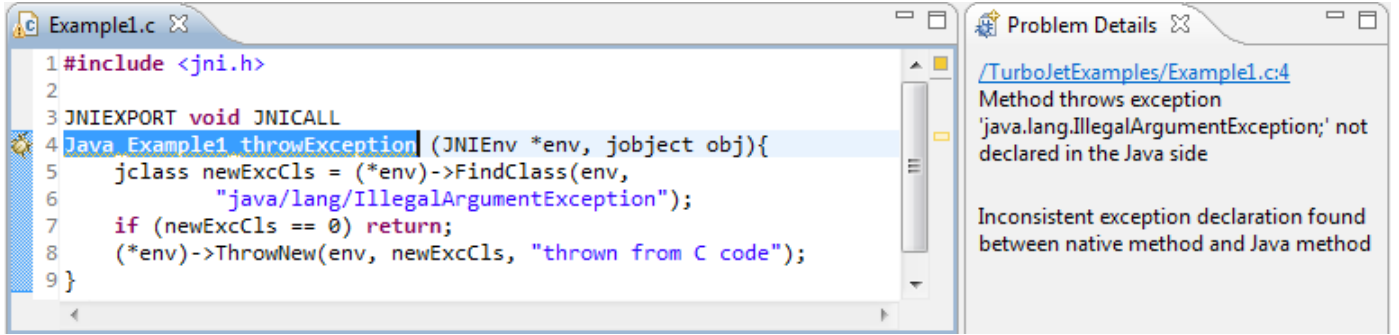 Example1.c
1 #include <jni.h>
2
3 JNIEXPORT void JNICALL
4 Java_Example1_throwException (JNIEnv *env, jobject obj){
5     jclass newExcCls = (*env)->FindClass(env,
6             "java/lang/IllegalArgumentException");
7     if (newExcCls == 0) return;
8     (*env)->ThrowNew(env, newExcCls, "thrown from C code");
9 }
Problem Details
/TurboJetExamples/Example1.c:4
Method throws exception
'java.lang.IllegalArgumentException;' not
declared in the Java side
Inconsistent exception declaration found
between native method and Java method